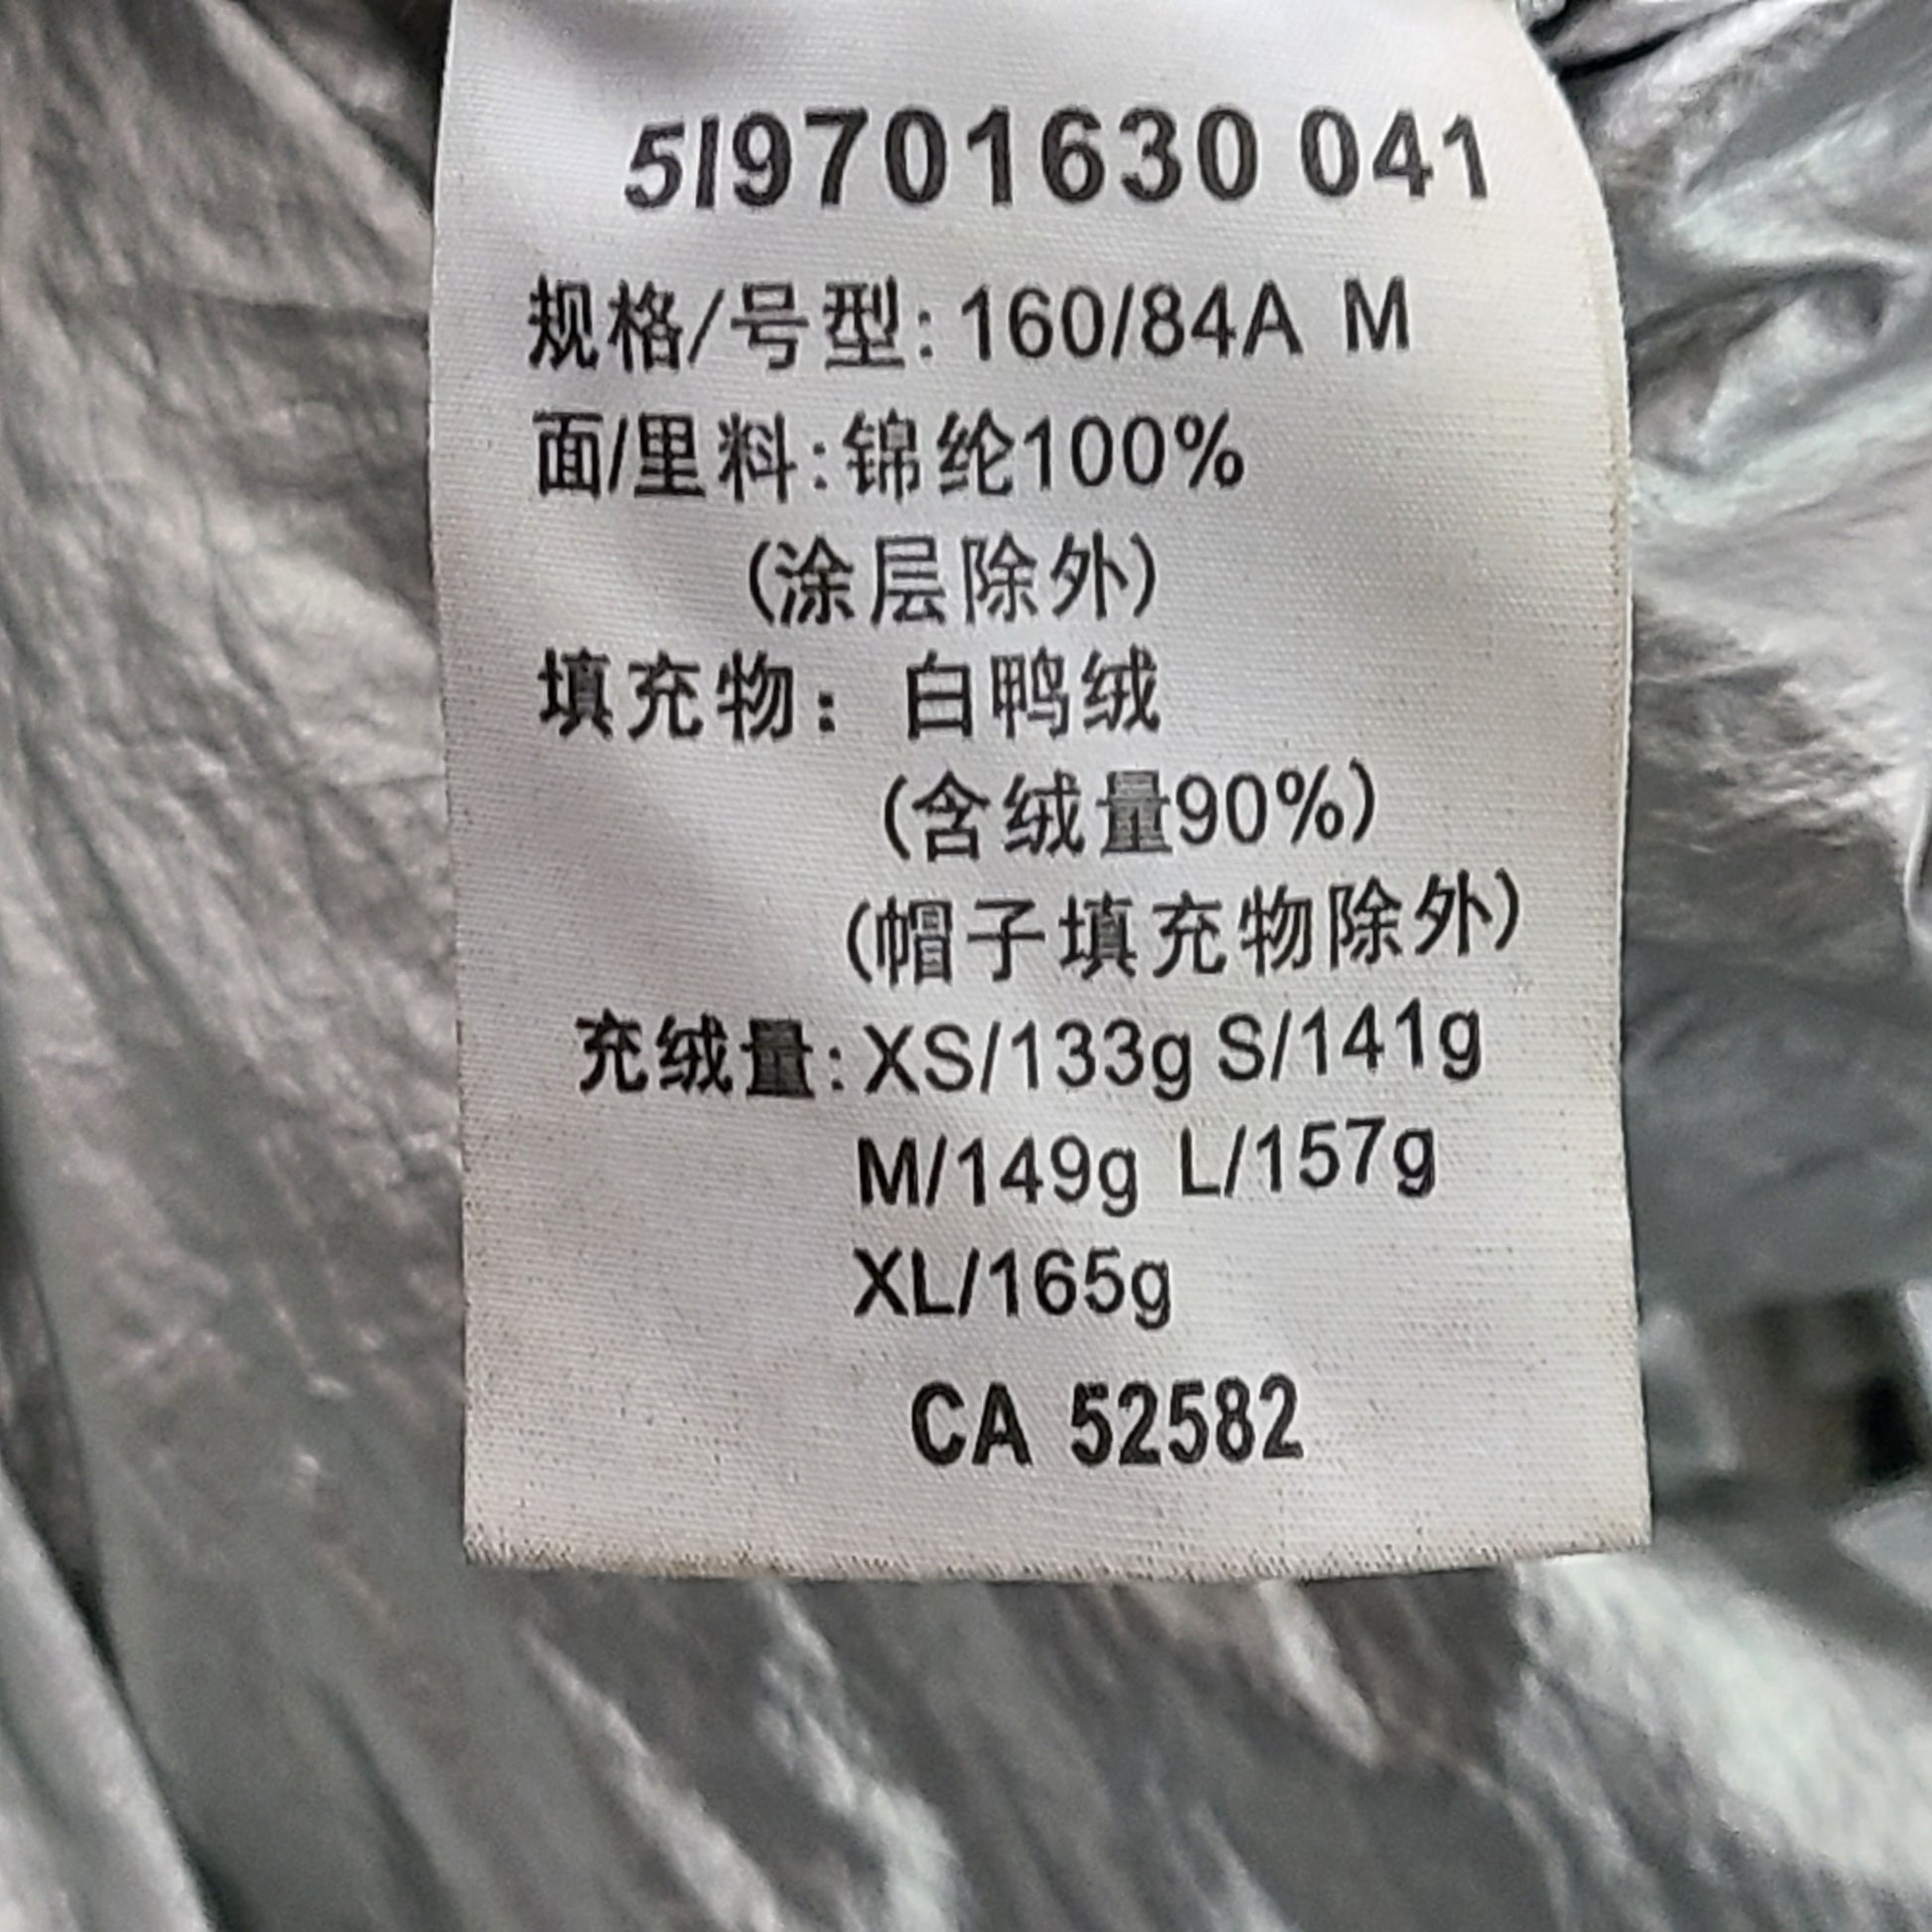 5I9701630 041
规格/号型:160/84A M
面/里料:锦纶100%
(涂层除外)
填充物：白鸭绒
(含绒量90%)
(帽子填充物除外)
充绒量:XS/133g S/141g
M/149g L/157g
XL/165g
CA 52582